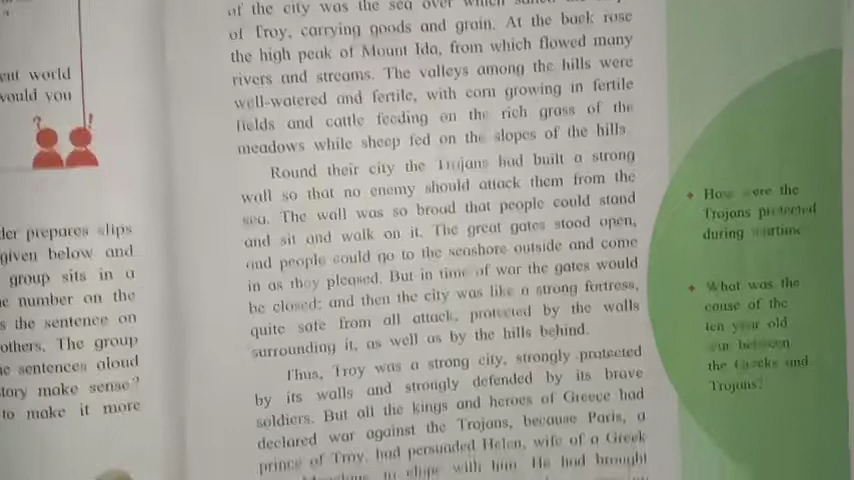 ent world
would you
? !
der prepares slips
given below and
group sits in a
e number on the
s the sentence on
others. The group
e sentences aloud
story make sense?
to make it more
of the city was the sea over which
of Troy, carrying goods and grain. At the back rose
the high peak of Mount Ida, from which flowed many
rivers and streams. The valleys among the hills were
well-watered and fertile, with corn growing in fertile
fields and cattle feeding on the rich grass of the
meadows while sheep fed on the slopes of the hills.
Round their city the Trojans had built a strong
wall so that no enemy should attack them from the
sea. The wall was so broad that people could stand
and sit and walk on it. The great gates stood open,
and people could go to the seashore outside and come
in as they pleased. But in time of war the gates would
be closed; and then the city was like a strong fortress,
quite safe from all attack, protected by the walls
surrounding it, as well as by the hills behind.
Thus, Troy was a strong city, strongly protected
by its walls and strongly defended by its brave
soldiers. But all the kings and heroes of Greece had
declared war against the Trojans, because Paris, a
prince of Troy, had persuaded Helen, wife of a Greek
to elope with him. He had brought
How were the
Trojans protected
during wartime
What was the
cause of the
ten year old
war between
the Greeks and
Trojans?